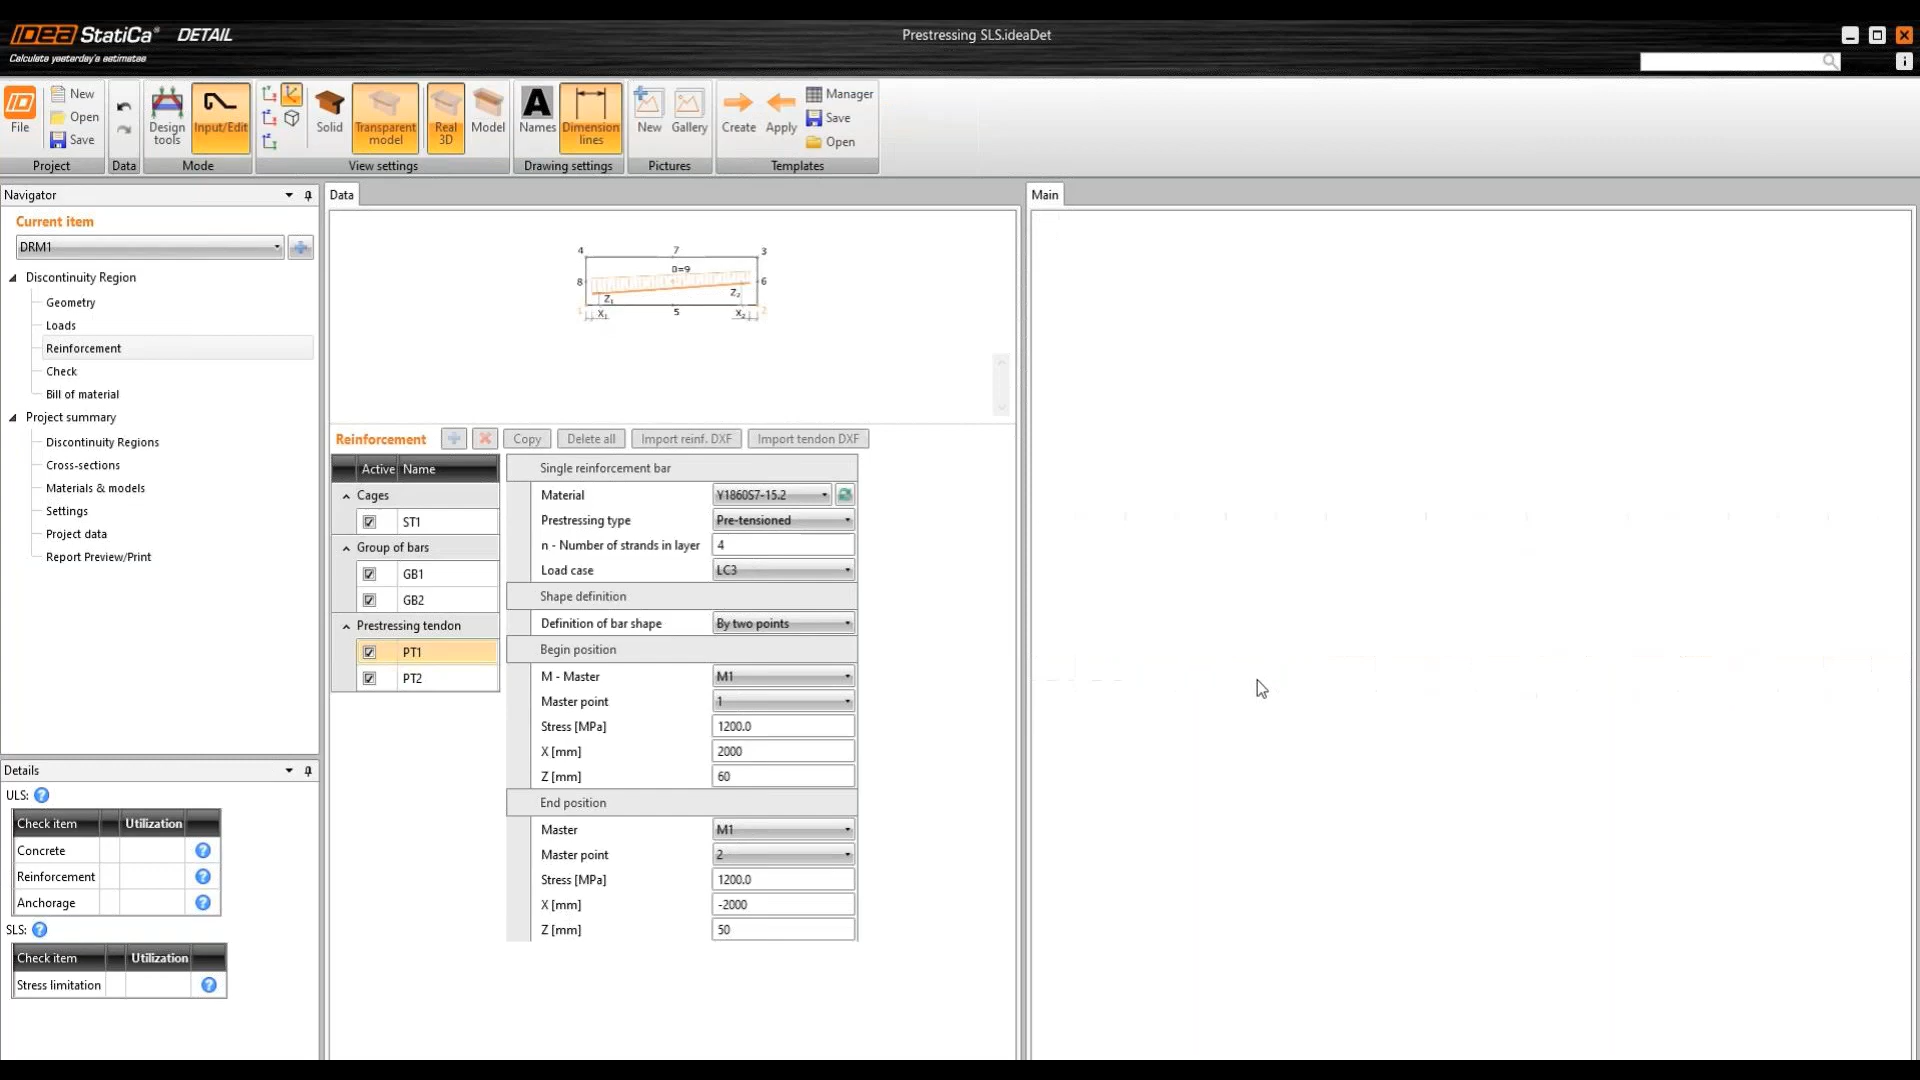 IDEA StatiCa® DETAIL
Calculate yesterday's estimates
Prestressing SLS.ideaDet
File
New
Open
Save
Project
Data
Design tools
Input/Edit
Mode
Solid
Transparent model
Real 3D
Model
View settings
Names
Dimension lines
Drawing settings
New
Gallery
Pictures
Create
Apply
Manager
Save
Open
Templates
Navigator
Current item
DRM1
Discontinuity Region
Geometry
Loads
Reinforcement
Check
Bill of material
Project summary
Discontinuity Regions
Cross-sections
Materials & models
Settings
Project data
Report Preview/Print
Details
ULS:
Check item Utilization
Concrete
Reinforcement
Anchorage
SLS:
Check item Utilization
Stress limitation
Data
4 7 3
0=9
8 6
Z1 Z2
1 X1 5 X2 2
Reinforcement Copy Delete all Import reinf. DXF Import tendon DXF
Active Name
Cages
ST1
Group of bars
GB1
GB2
Prestressing tendon
PT1
PT2
Single reinforcement bar
Material Y1860S7-15.2
Prestressing type Pre-tensioned
n - Number of strands in layer 4
Load case LC3
Shape definition
Definition of bar shape By two points
Begin position
M - Master M1
Master point 1
Stress [MPa] 1200.0
X [mm] 2000
Z [mm] 60
End position
Master M1
Master point 2
Stress [MPa] 1200.0
X [mm] -2000
Z [mm] 50
Main